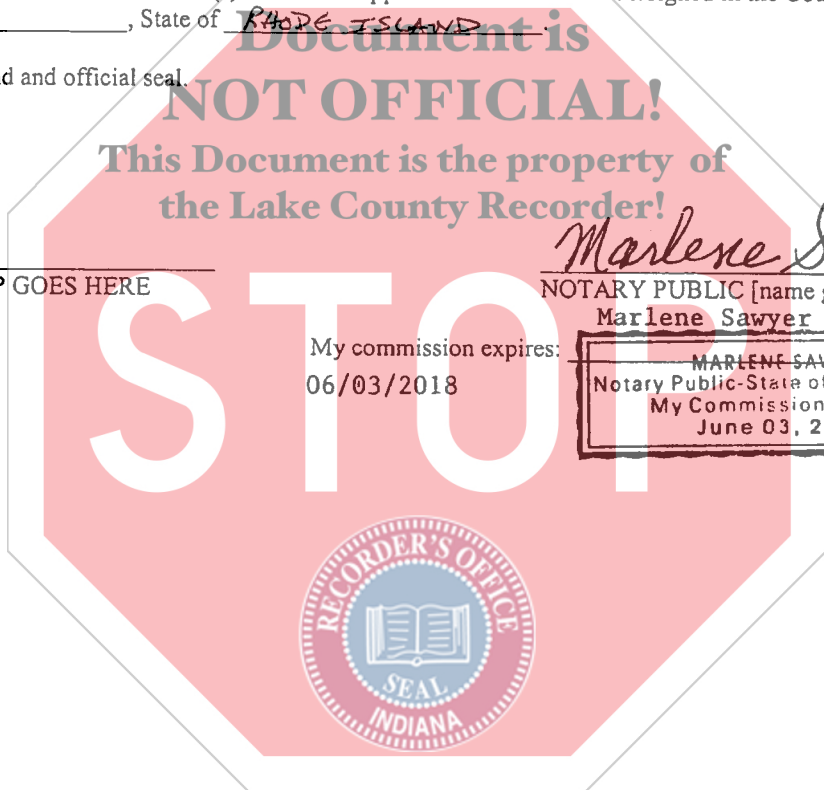 , State of RHODE ISLAND.
Document is
d and official seal.
NOT OFFICIAL!
This Document is the property of
the Lake County Recorder!
Marlene S
GOES HERE
NOTARY PUBLIC [name
Marlene Sawyer
STOP
My commission expires:
06/03/2018
MARLENE SAW
Notary Public-State of
My Commission
June 03, 2
RECORDER'S OFFICE
SEAL
INDIANA